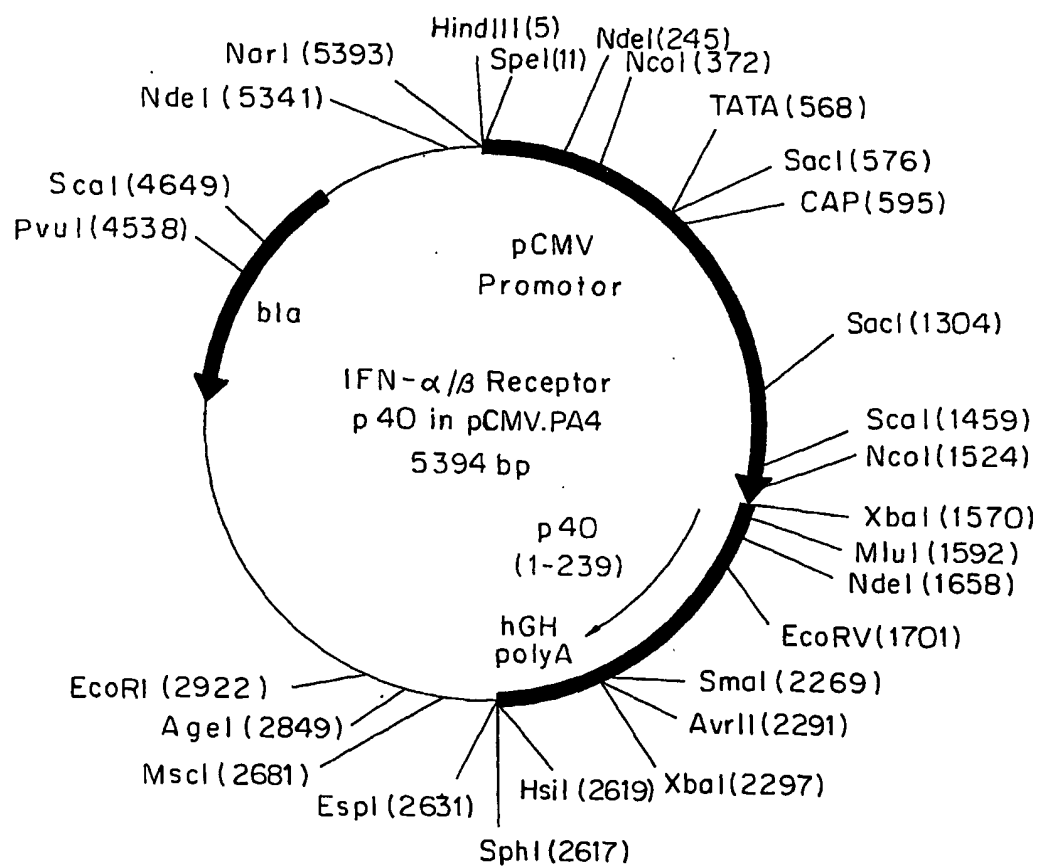 HindIII(5)
SpeI(11)
NdeI(245)
NcoI(372)
TATA(568)
SacI(576)
CAP(595)
SacI(1304)
ScaI(1459)
NcoI(1524)
XbaI(1570)
MluI(1592)
NdeI(1658)
EcoRV(1701)
SmaI(2269)
AvrII(2291)
XbaI(2297)
HsiI(2619)
SphI(2617)
EspI(2631)
MscI(2681)
AgeI(2849)
EcoRI(2922)
PvuI(4538)
ScaI(4649)
NdeI(5341)
NarI(5393)
pCMV
Promotor
bla
IFN-α/β Receptor
p40 in pCMV.PA4
5394 bp
p40
(1-239)
hGH
polyA